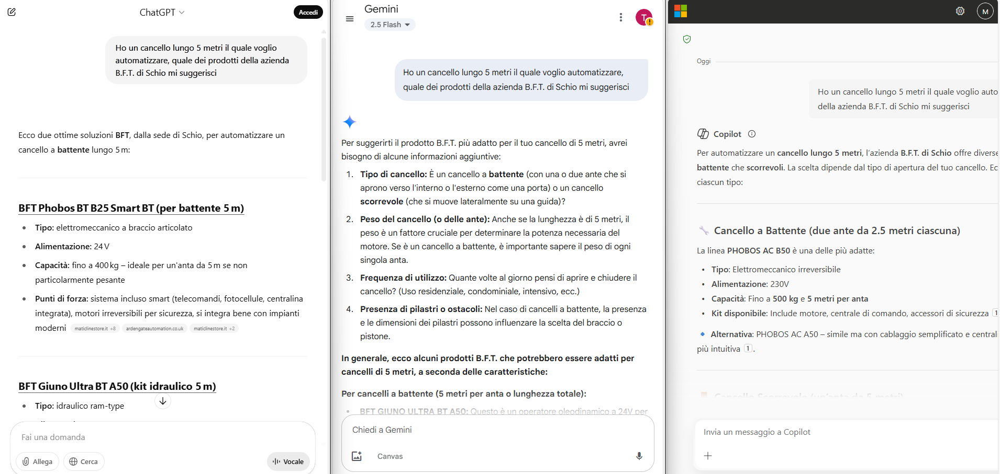 ChatGPT
Accedi
Ho un cancello lungo 5 metri il quale voglio
automatizzare, quale dei prodotti della azienda
B.F.T. di Schio mi suggerisci
Ecco due ottime soluzioni BFT, dalla sede di Schio, per automatizzare un
cancello a battente lungo 5 m:
BFT Phobos BT B25 Smart BT (per battente 5 m)
• Tipo: elettromeccanico a braccio articolato
• Alimentazione: 24 V
• Capacità: fino a 400 kg – ideale per un'anta da 5 m se non
particolarmente pesante
• Punti di forza: sistema incluso smart (telecomandi, fotocellule, centralina
integrata), motori irreversibili per sicurezza, si integra bene con impianti
moderni maticlinestore.it +8 ardengateautomation.co.uk maticlinestore.it +2
BFT Giuno Ultra BT A50 (kit idraulico 5 m)
• Tipo: idraulico ram-type
Fai una domanda
Allega
Cerca
Vocale
Gemini
2.5 Flash
T
Ho un cancello lungo 5 metri il quale voglio automatizzare,
quale dei prodotti della azienda B.F.T. di Schio mi suggerisci
Per suggerirti il prodotto B.F.T. più adatto per il tuo cancello di 5 metri, avrei
bisogno di alcune informazioni aggiuntive:
1. Tipo di cancello: È un cancello a battente (con una o due ante che si
aprono verso l'interno o l'esterno come una porta) o un cancello
scorrevole (che si muove lateralmente su una guida)?
2. Peso del cancello (o delle ante): Anche se la lunghezza è di 5 metri, il
peso è un fattore cruciale per determinare la potenza necessaria del
motore. Se è un cancello a battente, è importante sapere il peso di ogni
singola anta.
3. Frequenza di utilizzo: Quante volte al giorno pensi di aprire e chiudere il
cancello? (Uso residenziale, condominiale, intensivo, ecc.)
4. Presenza di pilastri o ostacoli: Nel caso di cancelli a battente, la presenza
e le dimensioni dei pilastri possono influenzare la scelta del braccio o
pistone.
In generale, ecco alcuni prodotti B.F.T. che potrebbero essere adatti per
cancelli di 5 metri, a seconda delle caratteristiche:
Per cancelli a battente (5 metri per anta o lunghezza totale):
• BFT GIUNO ULTRA BT A50: Questo è un operatore oleodinamico a 24V per
Chiedi a Gemini
Canvas
M
Oggi
Ho un cancello lungo 5 metri il quale voglio auto
della azienda B.F.T. di Schio mi suggerisci
Copilot
Per automatizzare un cancello lungo 5 metri, l'azienda B.F.T. di Schio offre diverse
battente che scorrevoli. La scelta dipende dal tipo di apertura del tuo cancello. Ec
ciascun tipo:
Cancello a Battente (due ante da 2.5 metri ciascuna)
La linea PHOBOS AC B50 è una delle più adatte:
• Tipo: Elettromeccanico irreversibile
• Alimentazione: 230V
• Capacità: Fino a 500 kg e 5 metri per anta
• Kit disponibile: Include motore, centrale di comando, accessori di sicurezza 1
Alternativa: PHOBOS AC A50 – simile ma con cablaggio semplificato e central
più intuitiva 1.
Cancello Scorrevole (un'anta da 5 metri)
Invia un messaggio a Copilot